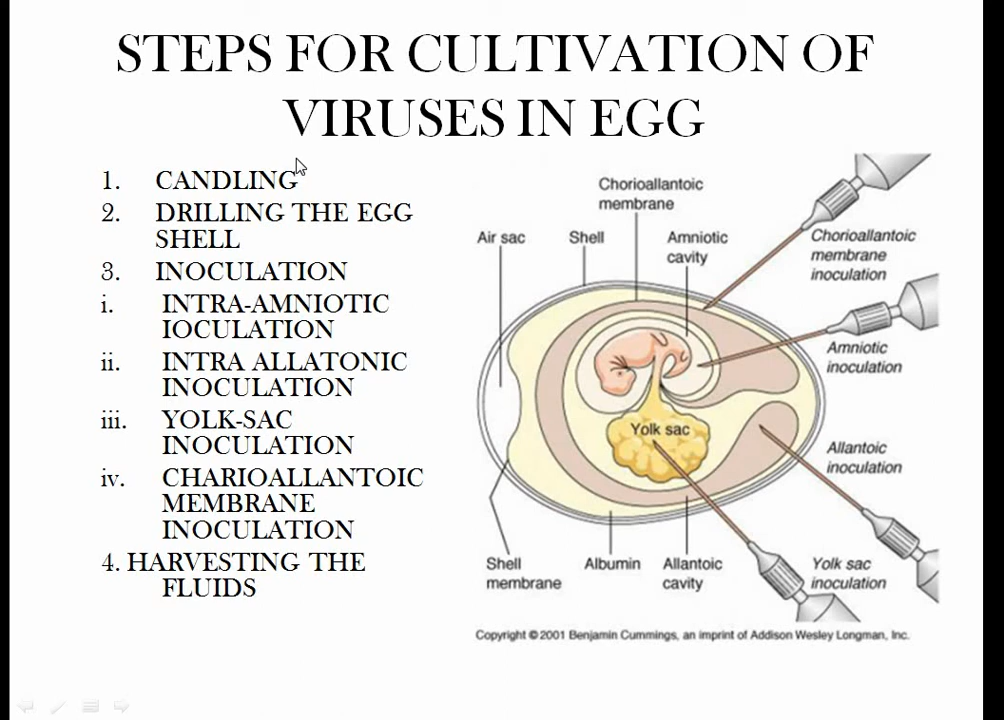 STEPS FOR CULTIVATION OF
VIRUSES IN EGG
1. CANDLING
2. DRILLING THE EGG
SHELL
3. INOCULATION
i. INTRA-AMNIOTIC
IOCULATION
ii. INTRA ALLATONIC
INOCULATION
iii. YOLK-SAC
INOCULATION
iv. CHARIOALLANTOIC
MEMBRANE
INOCULATION
4. HARVESTING THE
FLUIDS
Chorioallantoic
membrane
Air sac
Shell
Amniotic
cavity
Chorioallantoic
membrane
inoculation
Amniotic
inoculation
Yolk sac
Allantoic
inoculation
Shell
membrane
Albumin
Allantoic
cavity
Yolk sac
inoculation
Copyright © 2001 Benjamin Cummings, an imprint of Addison Wesley Longman, Inc.